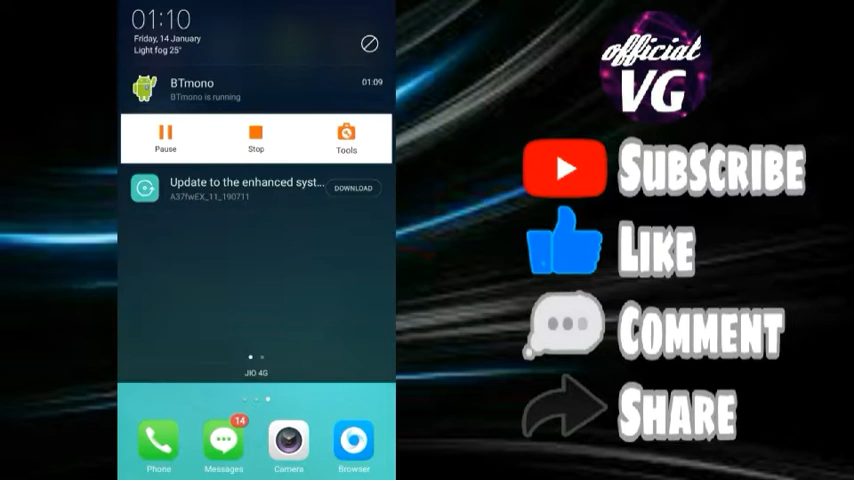 01:10
Friday, 14 January
Light fog 25°
BTmono
01:09
BTmono is running
Pause
Stop
Tools
Update to the enhanced syst...
DOWNLOAD
A37fwEX_11_190711
JIO 4G
14
Phone
Messages
Camera
Browser
official
VG
SUBSCRIBE
LIKE
COMMENT
SHARE